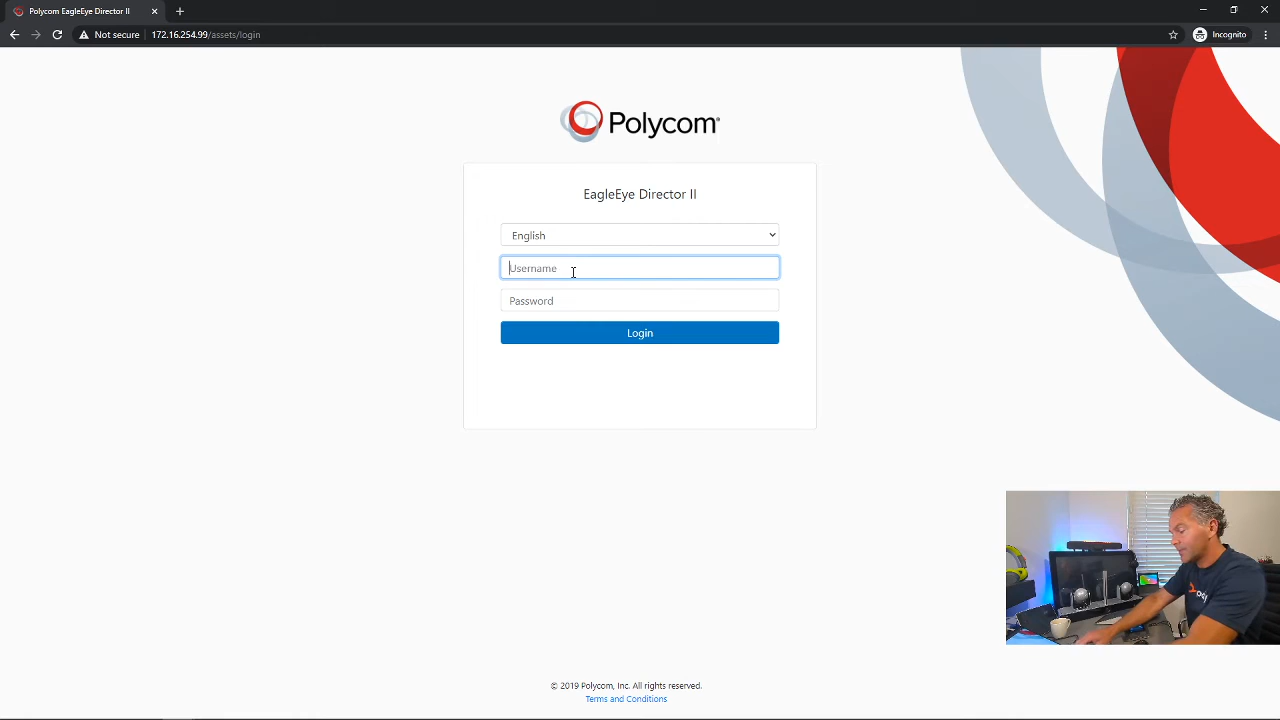 Polycom EagleEye Director II
Not secure
172.16.254.99/assets/login
Incognito
Polycom®
EagleEye Director II
English
Username
Password
Login
© 2019 Polycom, Inc. All rights reserved.
Terms and Conditions